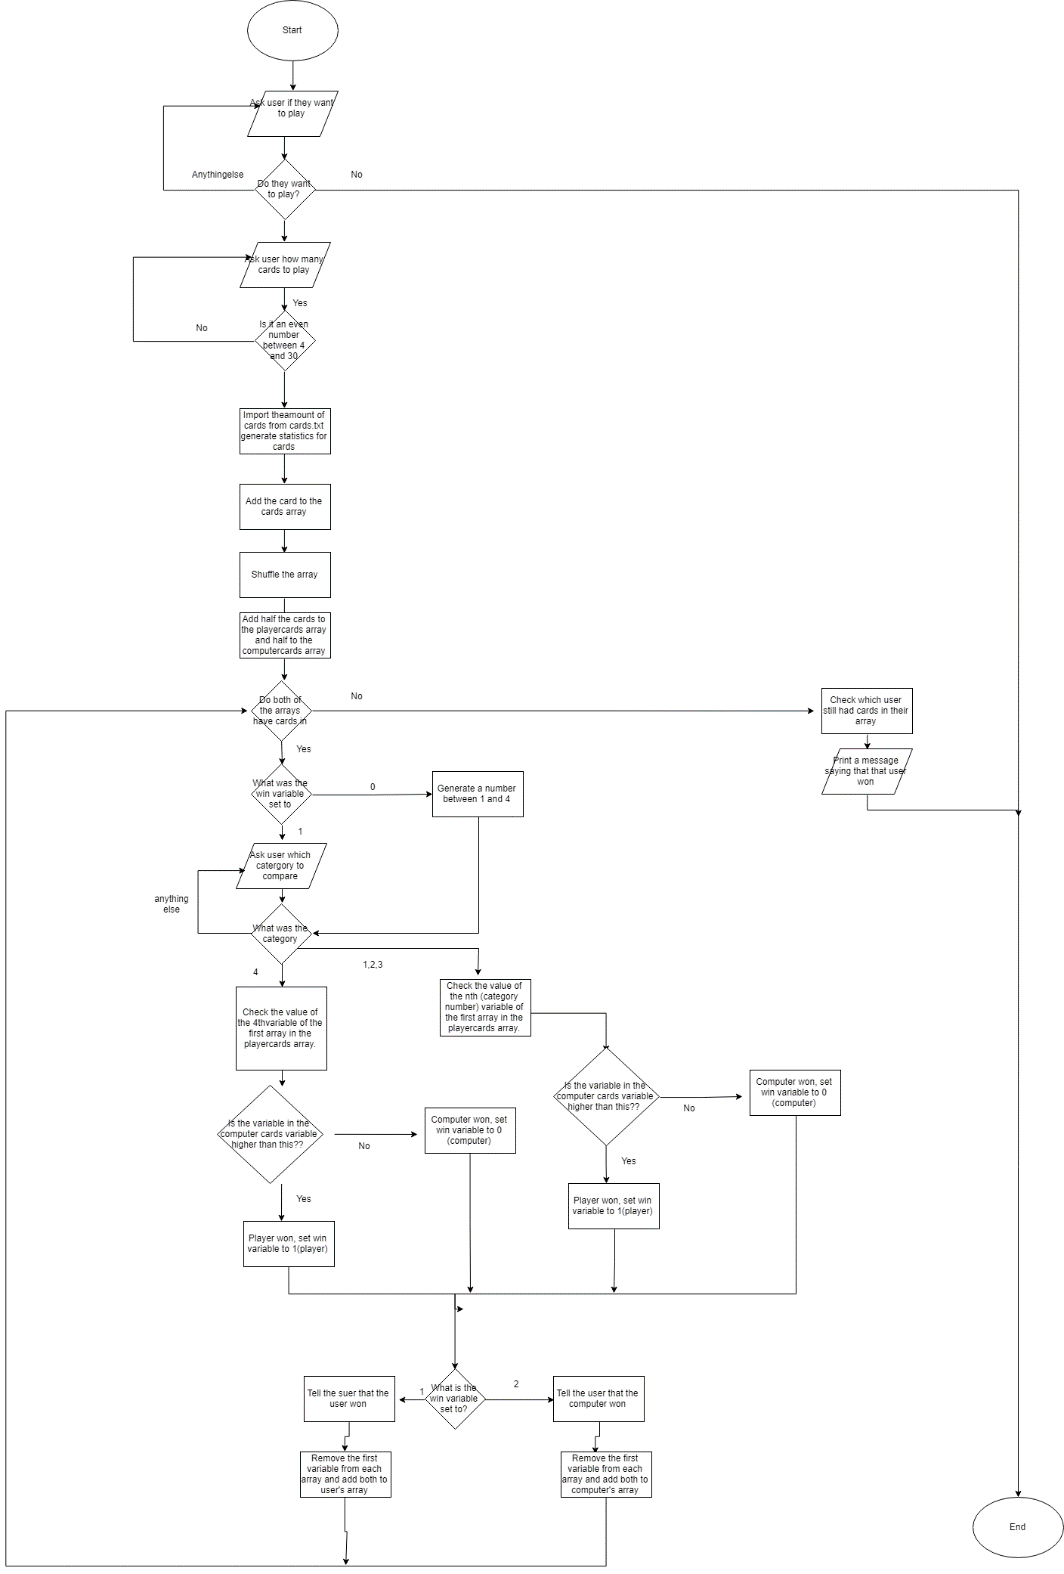 Start
Ask user if they want
to play
Anythingelse
Do they want
to play?
No
Ask user how many
cards to play
Yes
No
Is it an even
number
between 4
and 30
Import theamount of
cards from cards.txt
generate statistics for
cards
Add the card to the
cards array
Shuffle the array
Add half the cards to
the playercards array
and half to the
computercards array
Do both of
the arrays
have cards in
No
Check which user
still had cards in their
array
Yes
Print a message
saying that that user
won
What was the
win variable
set to
0
Generate a number
between 1 and 4
1
Ask user which
catergory to
compare
anything
else
What was the
category
4
1,2,3
Check the value of
the nth (category
number) variable of
the first array in the
playercards array.
Check the value of
the 4thvariable of the
first array in the
playercards array.
Is the variable in the
computer cards variable
higher than this??
No
Computer won, set
win variable to 0
(computer)
Is the variable in the
computer cards variable
higher than this??
No
Computer won, set
win variable to 0
(computer)
Yes
Player won, set win
variable to 1(player)
Yes
Player won, set win
variable to 1(player)
Tell the suer that the
user won
1
What is the
win variable
set to?
2
Tell the user that the
computer won
Remove the first
variable from each
array and add both to
user's array
Remove the first
variable from each
array and add both to
computer's array
End